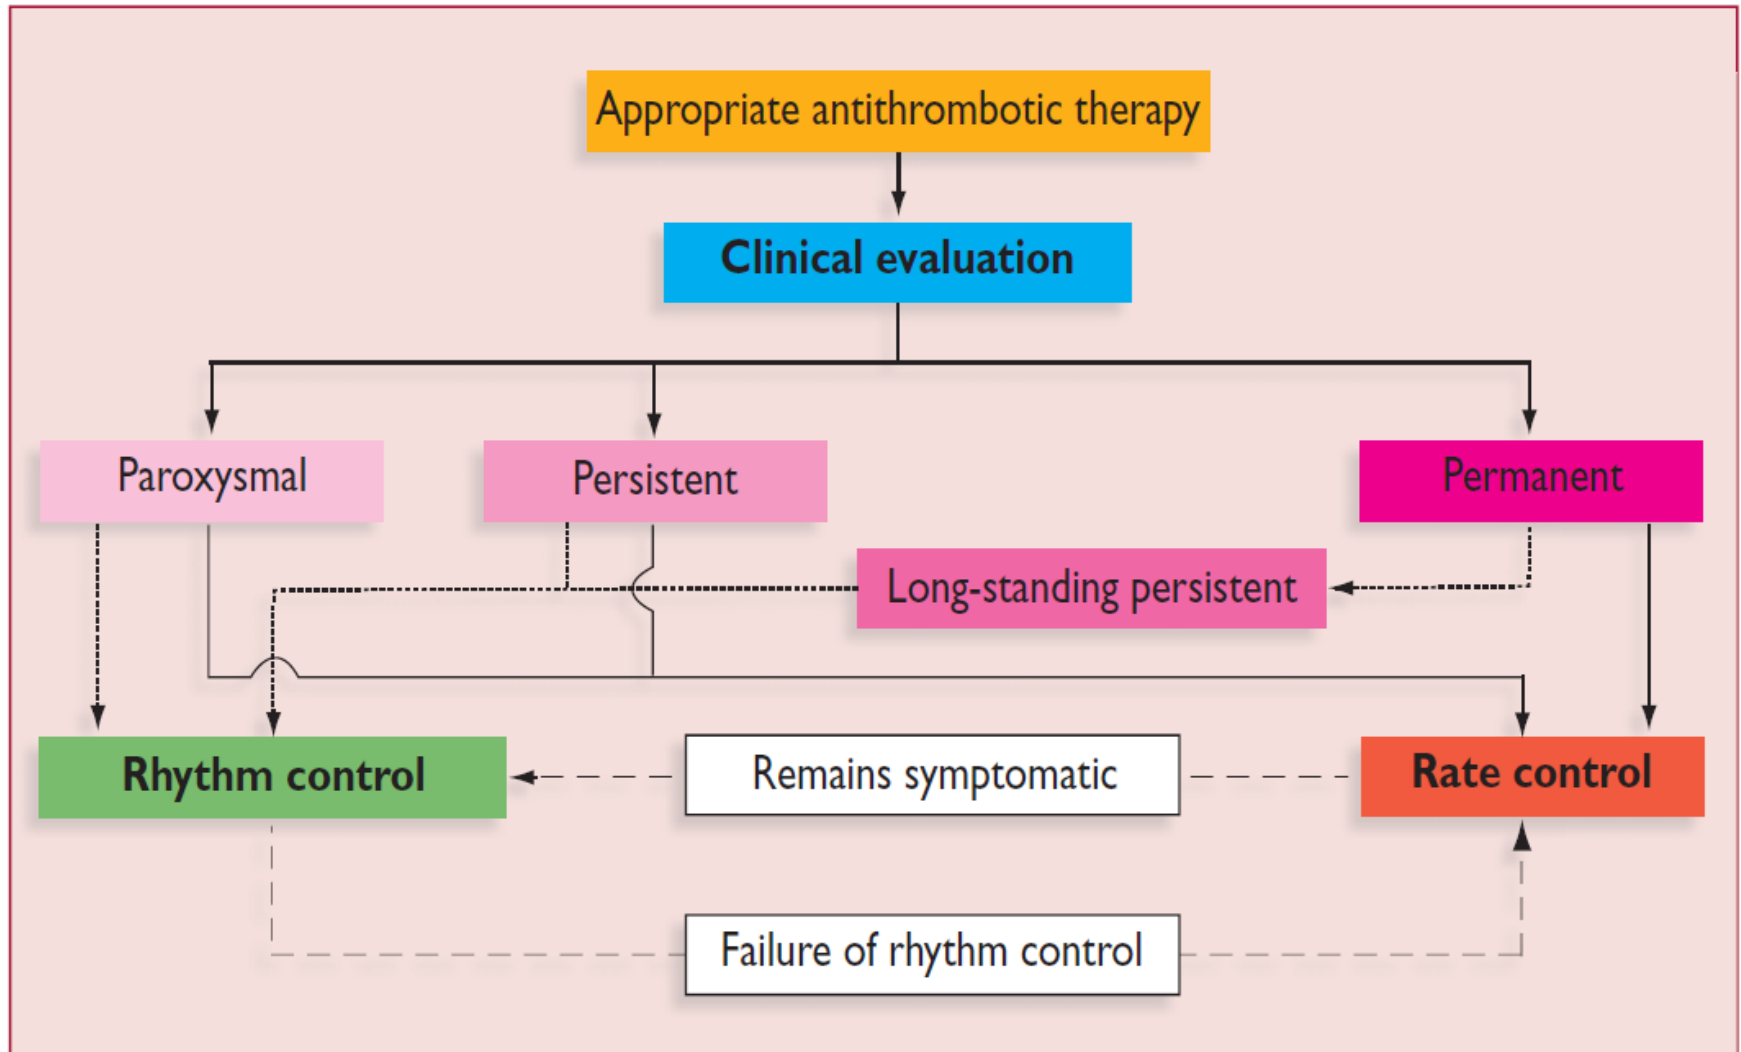 Appropriate antithrombotic therapy
Clinical evaluation
Paroxysmal
Persistent
Permanent
Long-standing persistent
Rhythm control
Remains symptomatic
Rate control
Failure of rhythm control